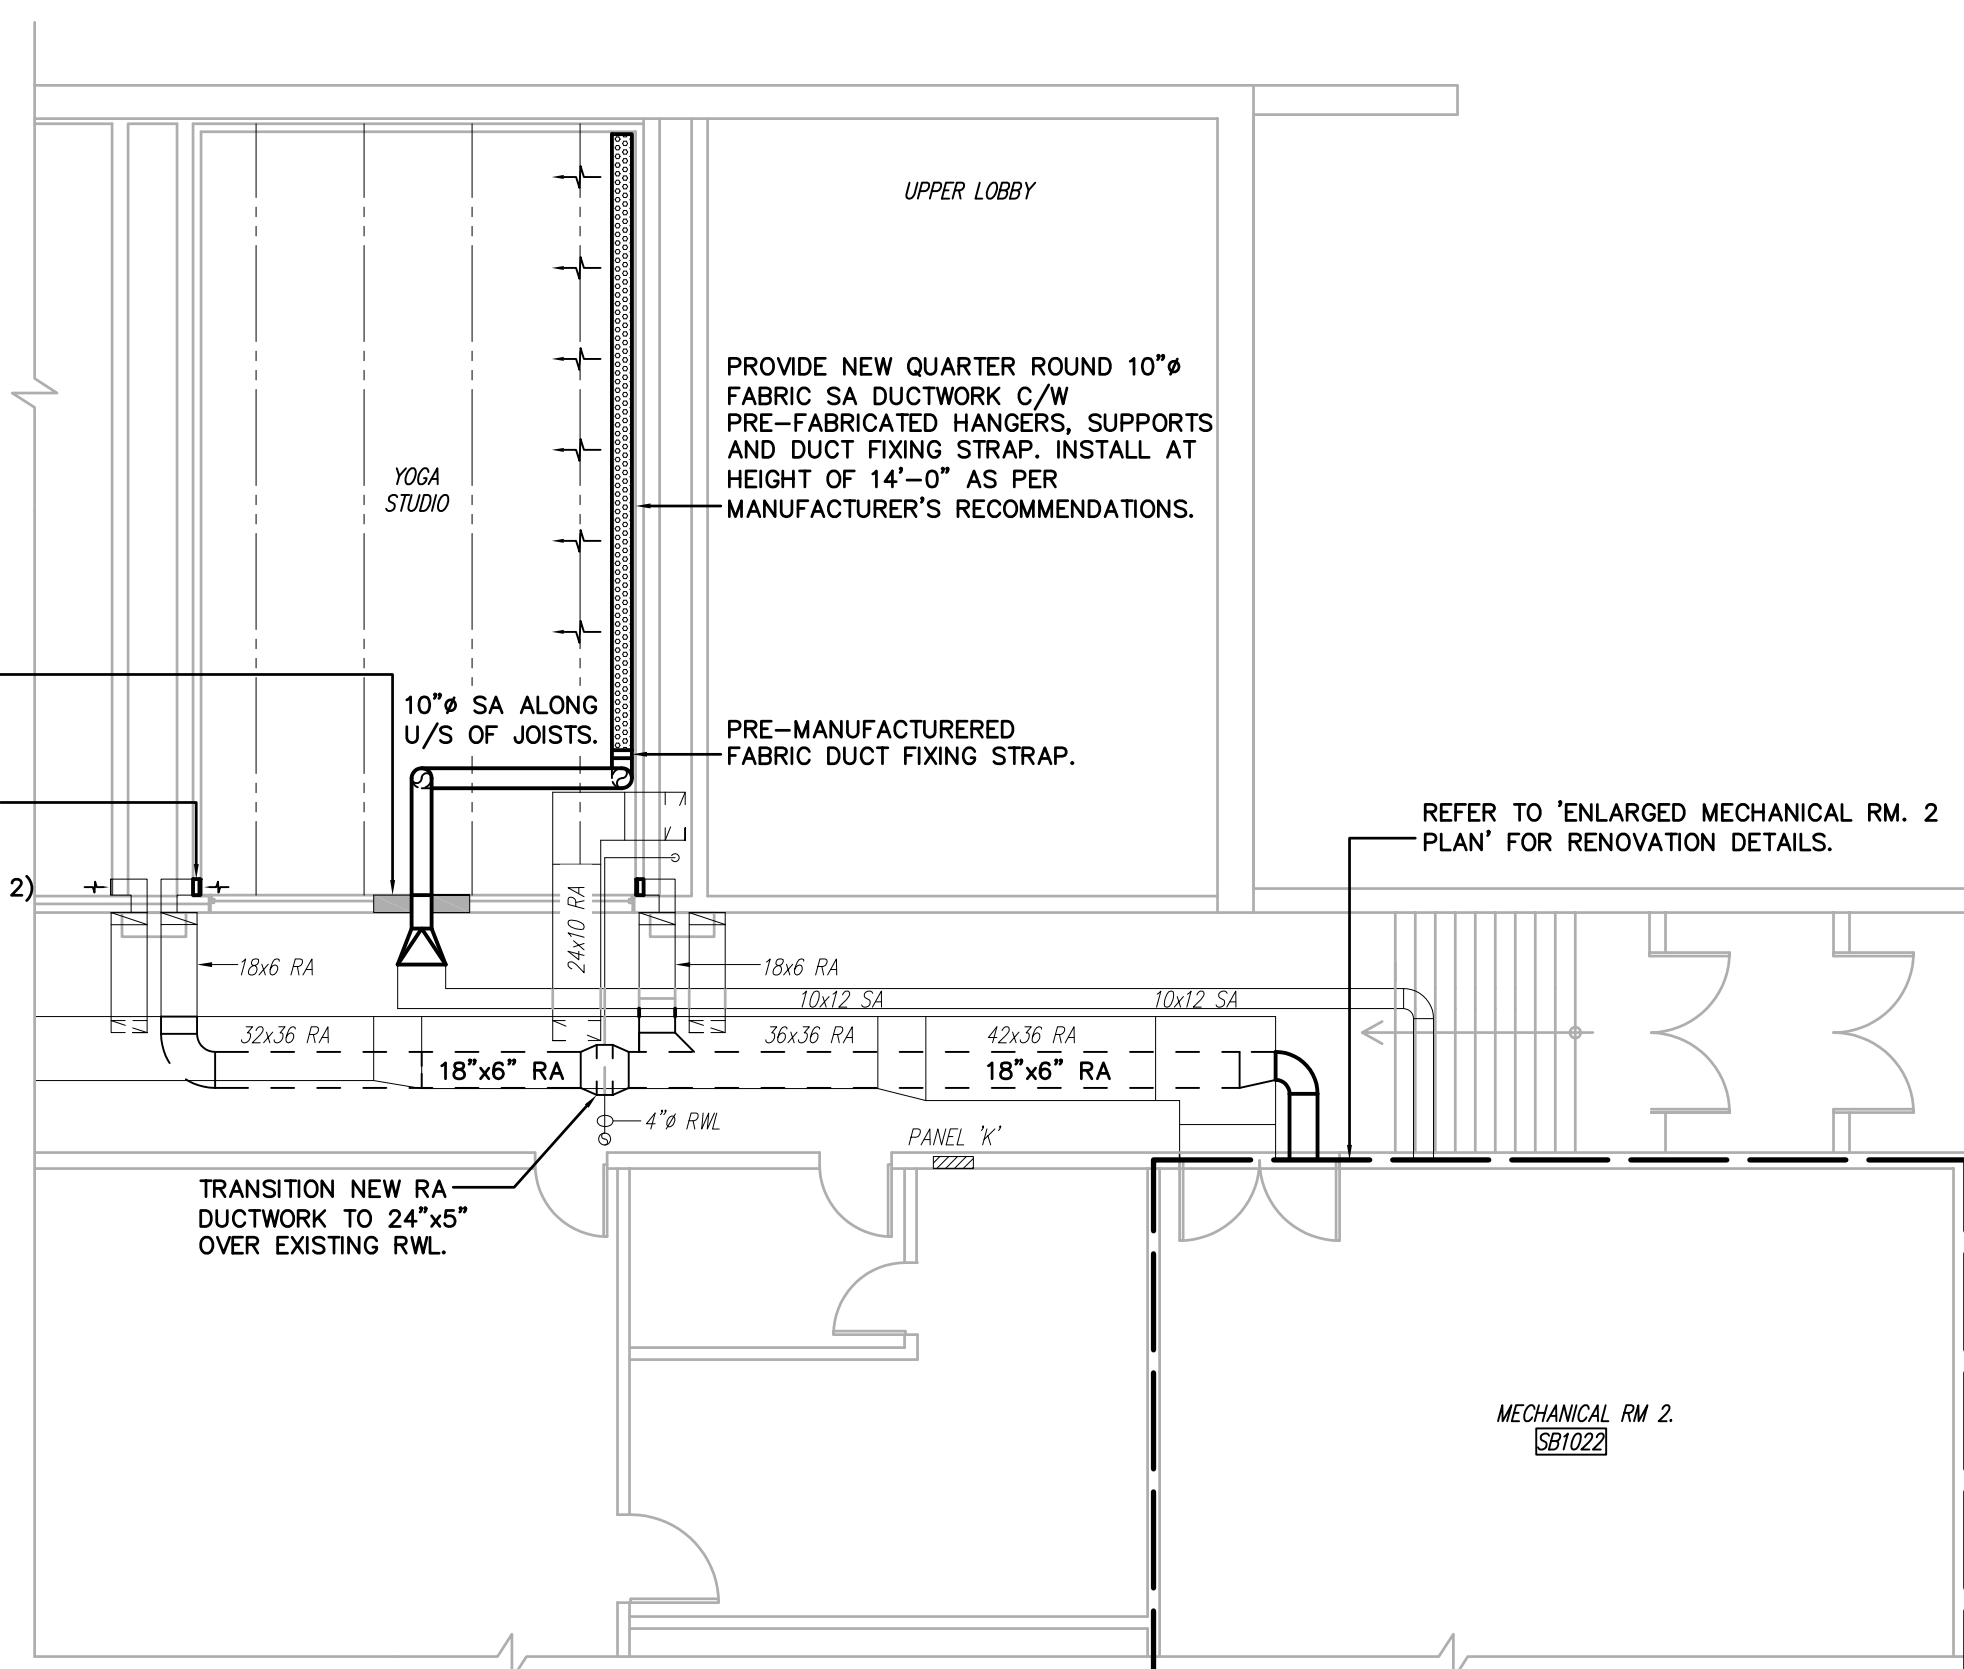 UPPER LOBBY
PROVIDE NEW QUARTER ROUND 10"ø
FABRIC SA DUCTWORK C/W
PRE-FABRICATED HANGERS, SUPPORTS
AND DUCT FIXING STRAP. INSTALL AT
HEIGHT OF 14'-0" AS PER
MANUFACTURER'S RECOMMENDATIONS.
YOGA
STUDIO
10"ø SA ALONG
U/S OF JOISTS.
PRE-MANUFACTURERED
FABRIC DUCT FIXING STRAP.
REFER TO 'ENLARGED MECHANICAL RM. 2
PLAN' FOR RENOVATION DETAILS.
2)
24x10 RA
18x6 RA
18x6 RA
10x12 SA
10x12 SA
32x36 RA
36x36 RA
42x36 RA
18"x6" RA
18"x6" RA
4"ø RWL
PANEL 'K'
TRANSITION NEW RA
DUCTWORK TO 24"x5"
OVER EXISTING RWL.
MECHANICAL RM 2.
SB1022